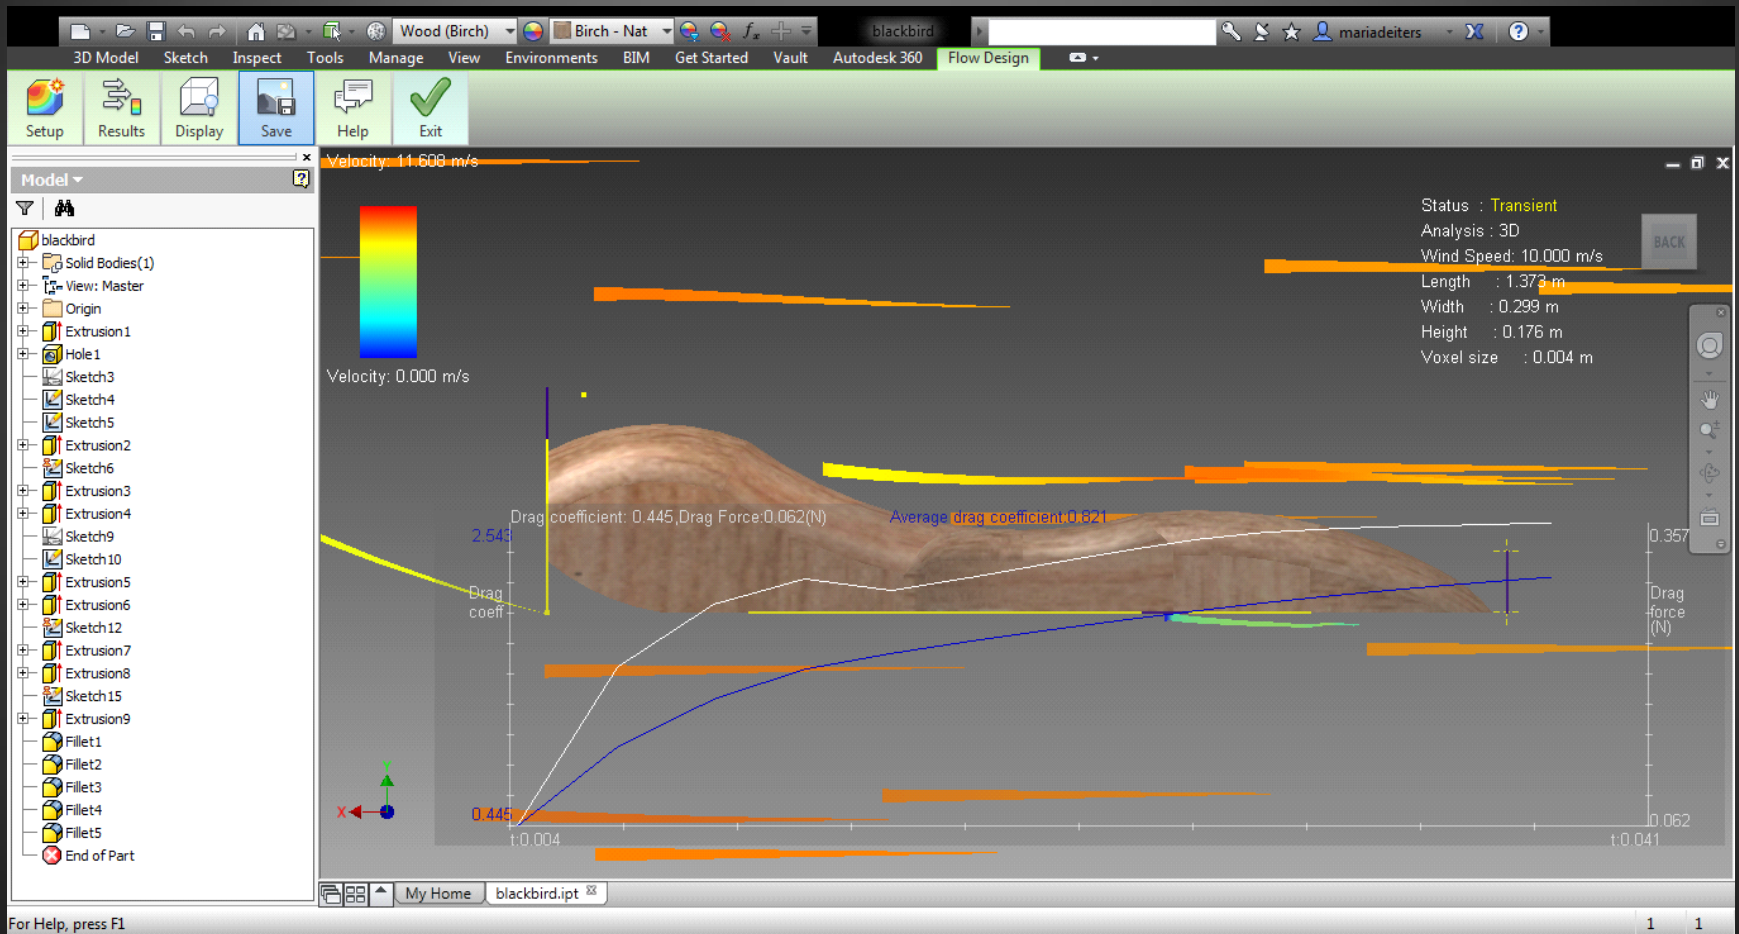 Wood (Birch)
Birch - Nat
fx
blackbird
mariadeiters
3D Model
Sketch
Inspect
Tools
Manage
View
Environments
BIM
Get Started
Vault
Autodesk 360
Flow Design
Setup
Results
Display
Save
Help
Exit
Model
blackbird
Solid Bodies(1)
View: Master
Origin
Extrusion1
Hole1
Sketch3
Sketch4
Sketch5
Extrusion2
Sketch6
Extrusion3
Extrusion4
Sketch9
Sketch10
Extrusion5
Extrusion6
Sketch12
Extrusion7
Extrusion8
Sketch15
Extrusion9
Fillet1
Fillet2
Fillet3
Fillet4
Fillet5
End of Part
Velocity: 11.608 m/s
Velocity: 0.000 m/s
Status : Transient
Analysis : 3D
Wind Speed: 10.000 m/s
Length : 1.373 m
Width : 0.299 m
Height : 0.176 m
Voxel size : 0.004 m
BACK
Drag coefficient: 0.445,Drag Force:0.062(N)
Average drag coefficient:0.821
2.543
Drag
coeff
0.445
t:0.004
0.357
Drag
force
(N)
0.062
t:0.041
Y
X
My Home
blackbird.ipt
For Help, press F1
1
1